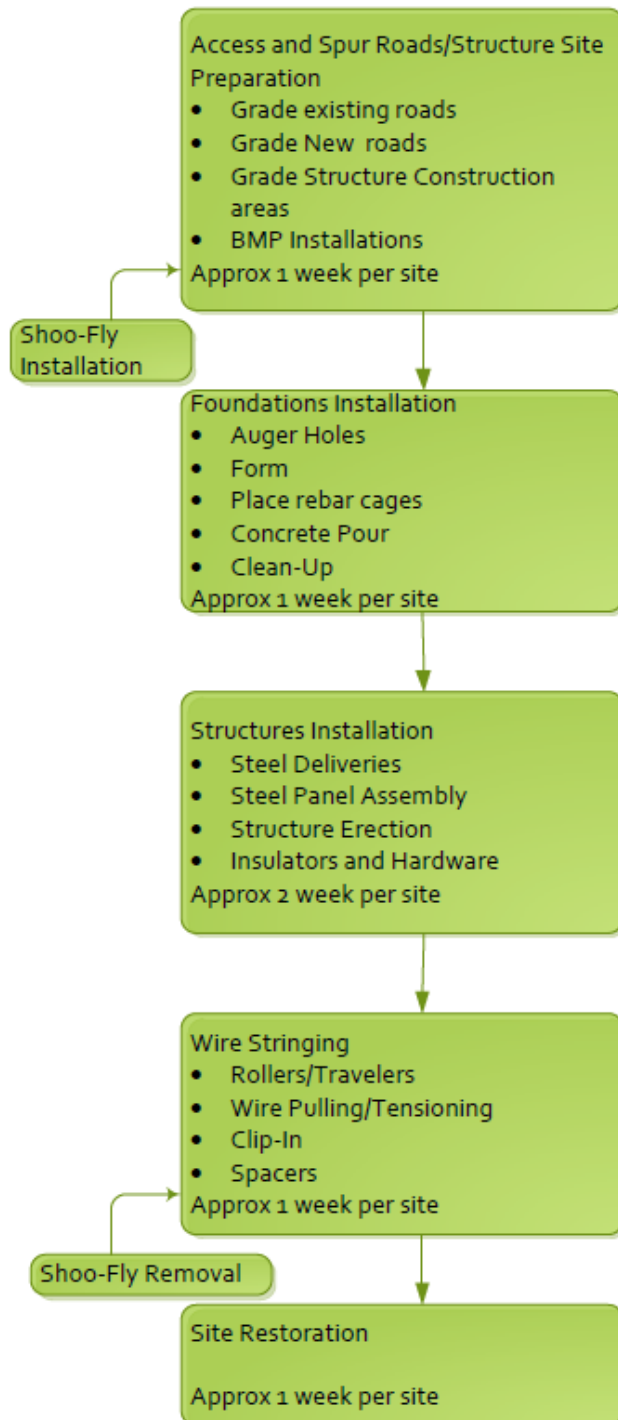 Access and Spur Roads/Structure Site
Preparation
• Grade existing roads
• Grade New roads
• Grade Structure Construction
areas
• BMP Installations
Approx 1 week per site
Shoo-Fly
Installation
Foundations Installation
• Auger Holes
• Form
• Place rebar cages
• Concrete Pour
• Clean-Up
Approx 1 week per site
Structures Installation
• Steel Deliveries
• Steel Panel Assembly
• Structure Erection
• Insulators and Hardware
Approx 2 week per site
Wire Stringing
• Rollers/Travelers
• Wire Pulling/Tensioning
• Clip-In
• Spacers
Approx 1 week per site
Shoo-Fly Removal
Site Restoration
Approx 1 week per site